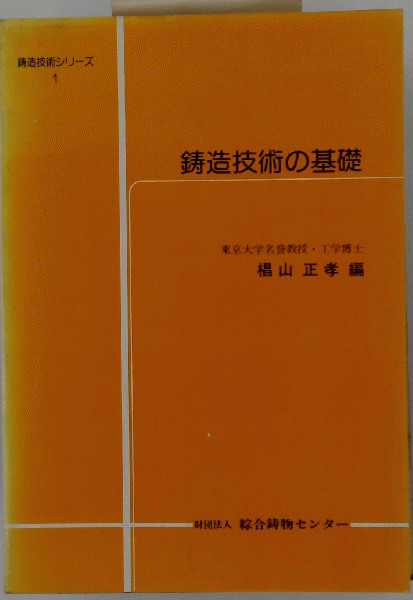 鋳造技術シリーズ
1
鋳造技術の基礎
東京大学名誉教授・工学博士
椙山正孝編
財団法人 綜合鋳物センター